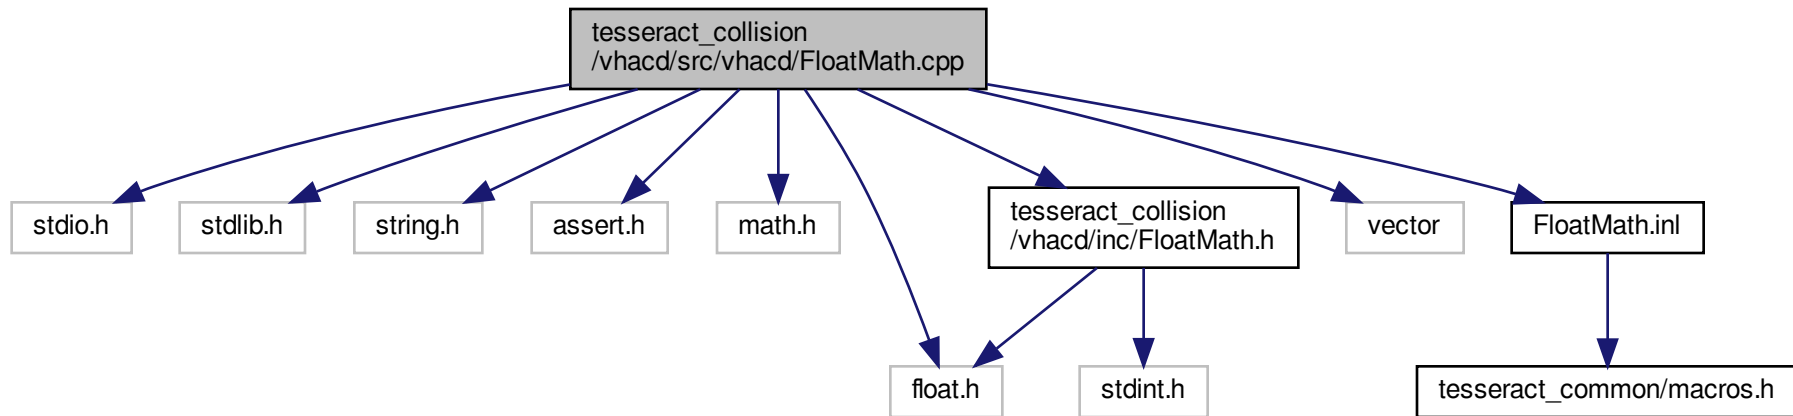 tesseract_collision
/vhacd/src/vhacd/FloatMath.cpp
stdio.h
stdlib.h
string.h
assert.h
math.h
tesseract_collision
/vhacd/inc/FloatMath.h
vector
FloatMath.inl
float.h
stdint.h
tesseract_common/macros.h